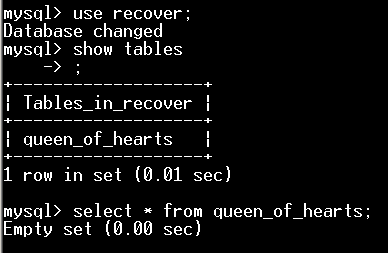 mysql> use recover;
Database changed
mysql> show tables
    -> ;
+-------------------+
| Tables_in_recover |
+-------------------+
| queen_of_hearts   |
+-------------------+
1 row in set (0.01 sec)

mysql> select * from queen_of_hearts;
Empty set (0.00 sec)